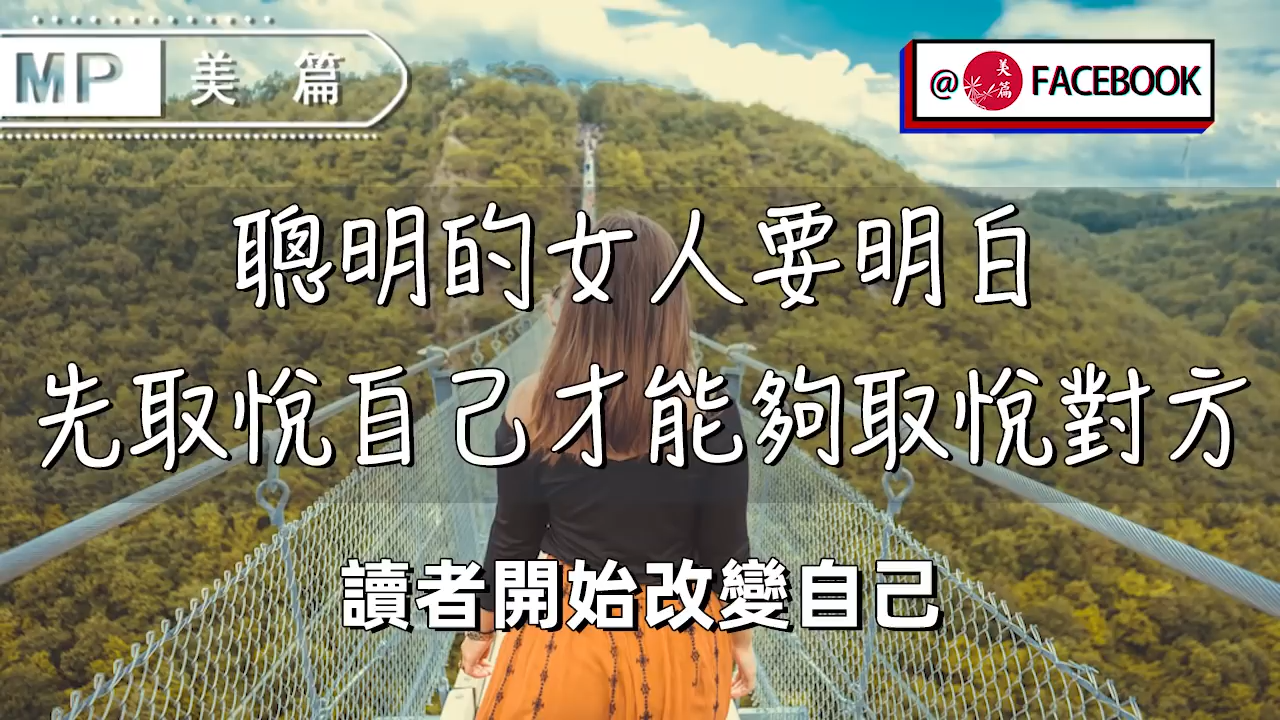 MP 美篇
@美篇 FACEBOOK
聰明的女人要明白
先取悅自己才能夠取悅對方
讀者開始改變自己